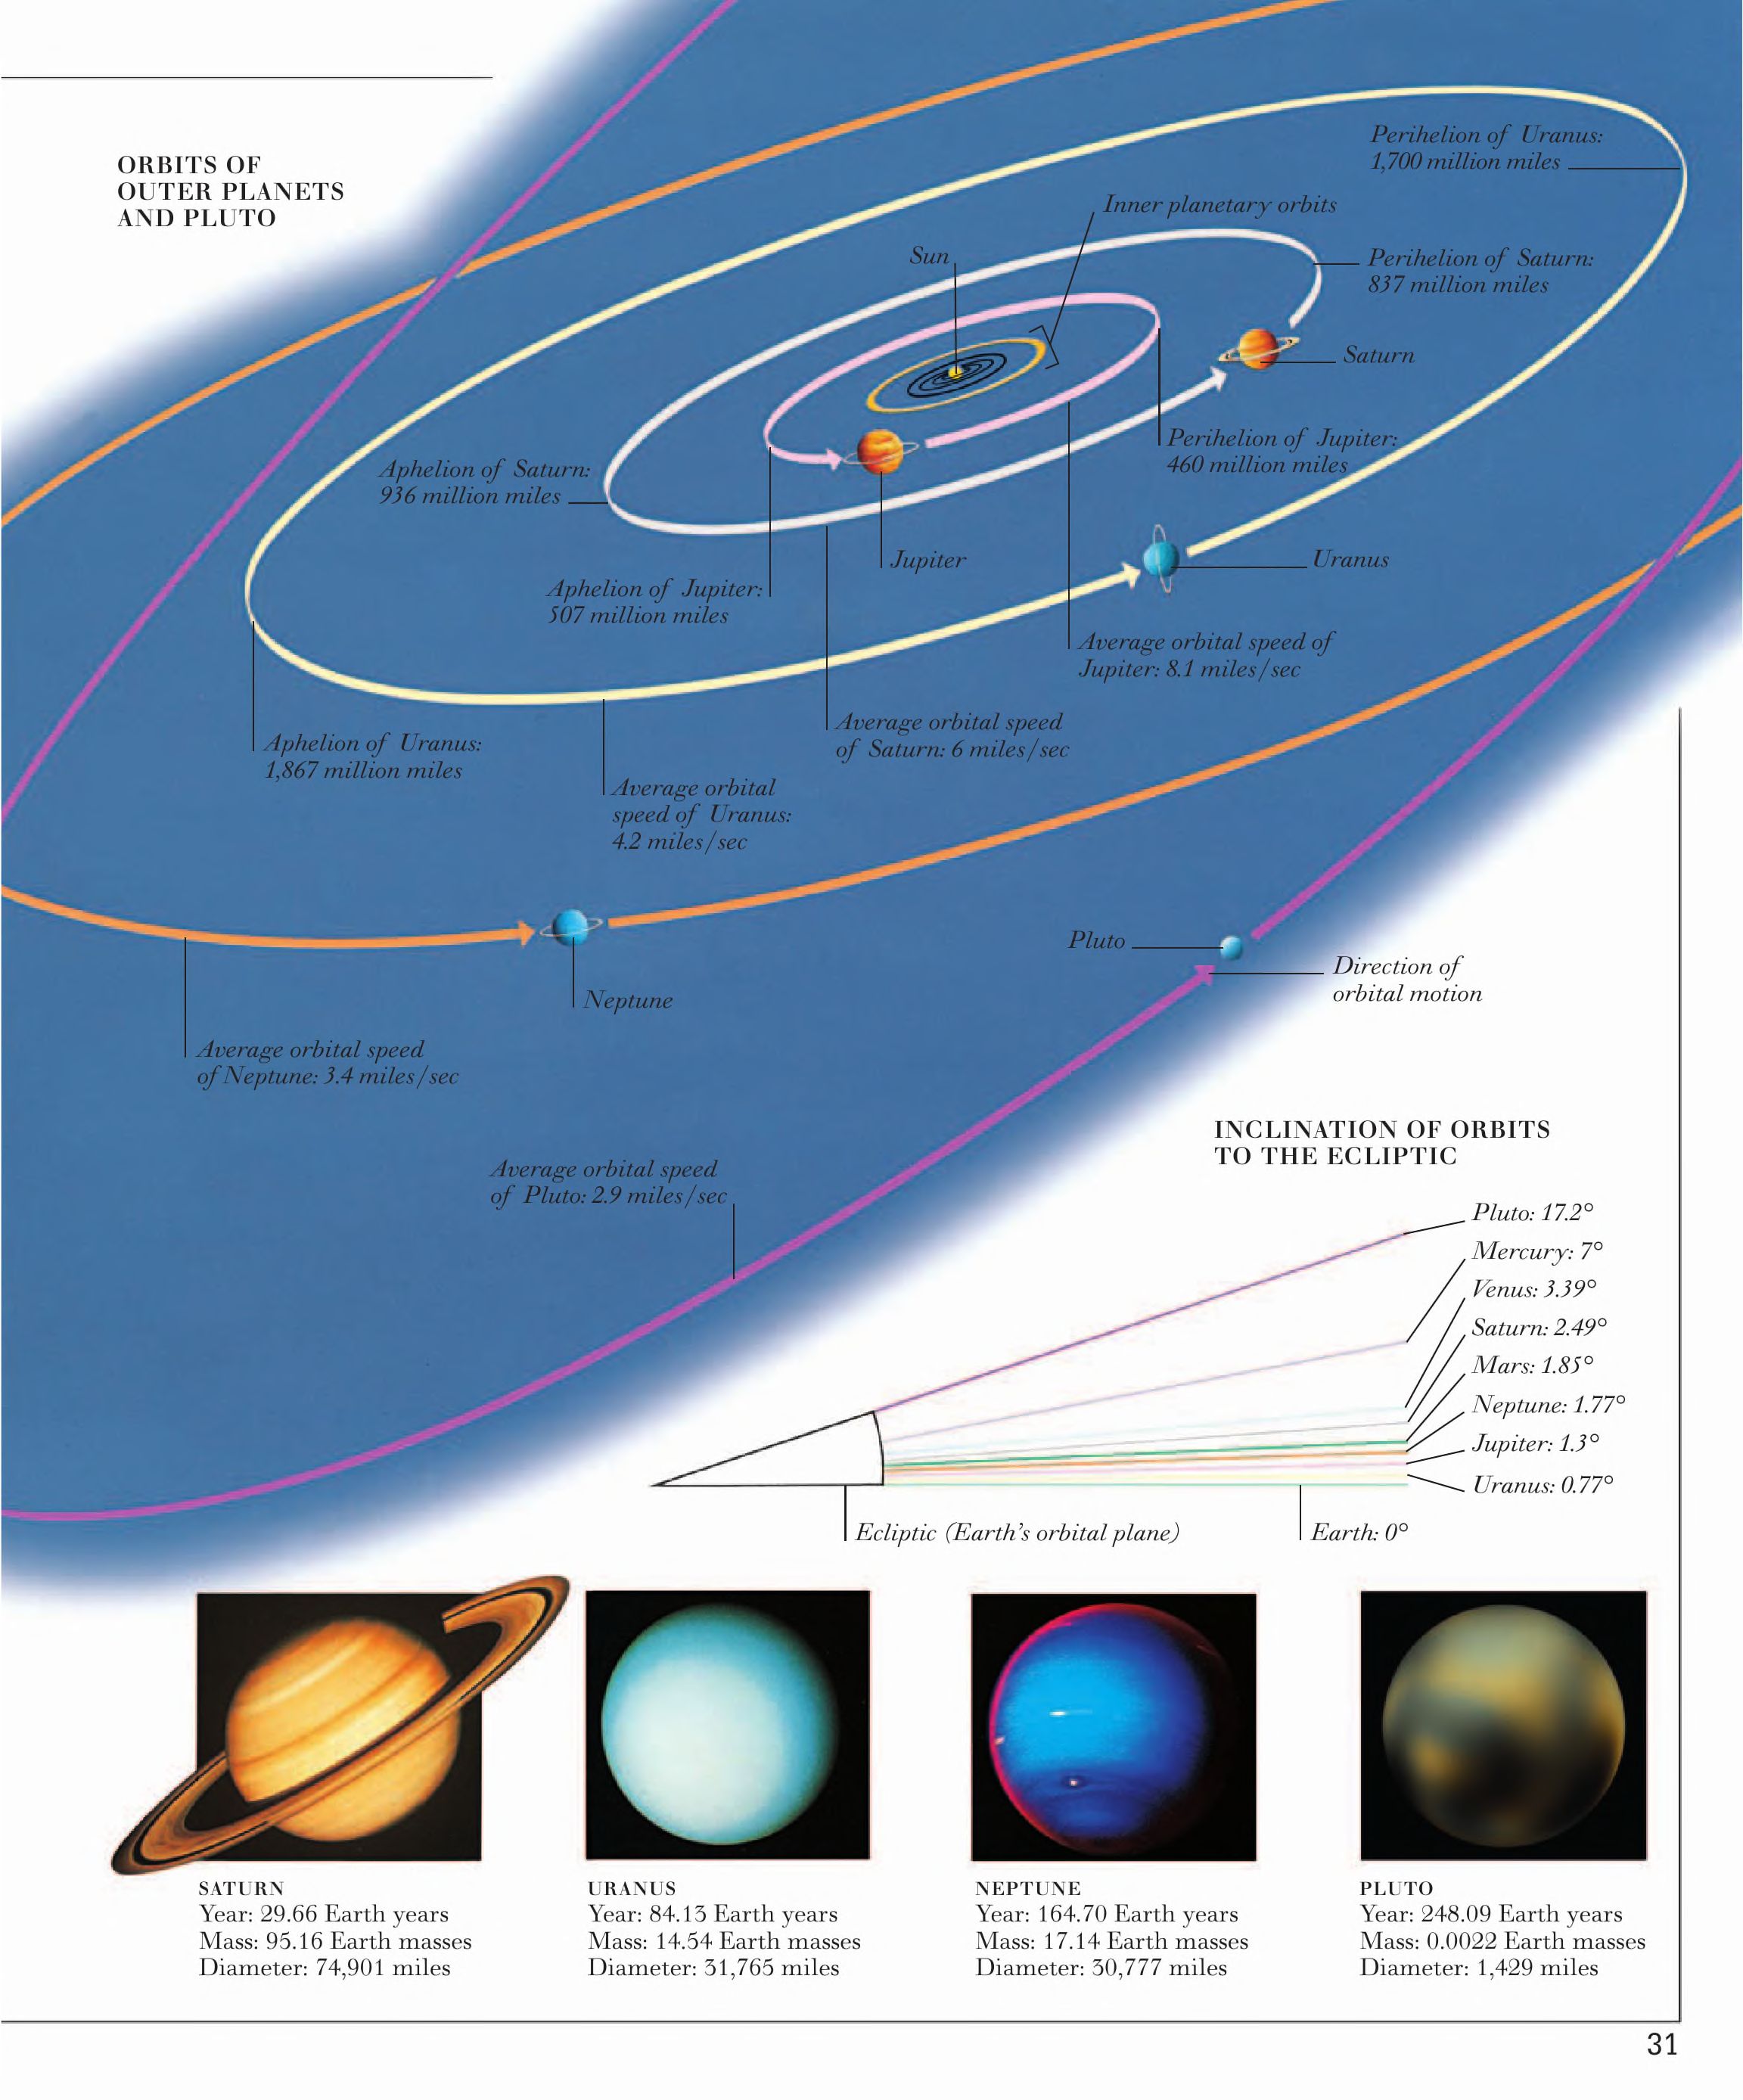 ORBITS OF
OUTER PLANETS
AND PLUTO
Perihelion of Uranus:
1,700 million miles
Inner planetary orbits
Sun
Perihelion of Saturn:
837 million miles
Saturn
Perihelion of Jupiter:
460 million miles
Aphelion of Saturn:
936 million miles
Jupiter
Uranus
Aphelion of Jupiter:
507 million miles
Average orbital speed of
Jupiter: 8.1 miles/sec
Average orbital speed
of Saturn: 6 miles/sec
Aphelion of Uranus:
1,867 million miles
Average orbital
speed of Uranus:
4.2 miles/sec
Pluto
Direction of
orbital motion
Neptune
Average orbital speed
of Neptune: 3.4 miles/sec
Average orbital speed
of Pluto: 2.9 miles/sec
INCLINATION OF ORBITS
TO THE ECLIPTIC
Pluto: 17.2°
Mercury: 7°
Venus: 3.39°
Saturn: 2.49°
Mars: 1.85°
Neptune: 1.77°
Jupiter: 1.3°
Uranus: 0.77°
Ecliptic (Earth's orbital plane)
Earth: 0°
SATURN
Year: 29.66 Earth years
Mass: 95.16 Earth masses
Diameter: 74,901 miles
URANUS
Year: 84.13 Earth years
Mass: 14.54 Earth masses
Diameter: 31,765 miles
NEPTUNE
Year: 164.70 Earth years
Mass: 17.14 Earth masses
Diameter: 30,777 miles
PLUTO
Year: 248.09 Earth years
Mass: 0.0022 Earth masses
Diameter: 1,429 miles
31